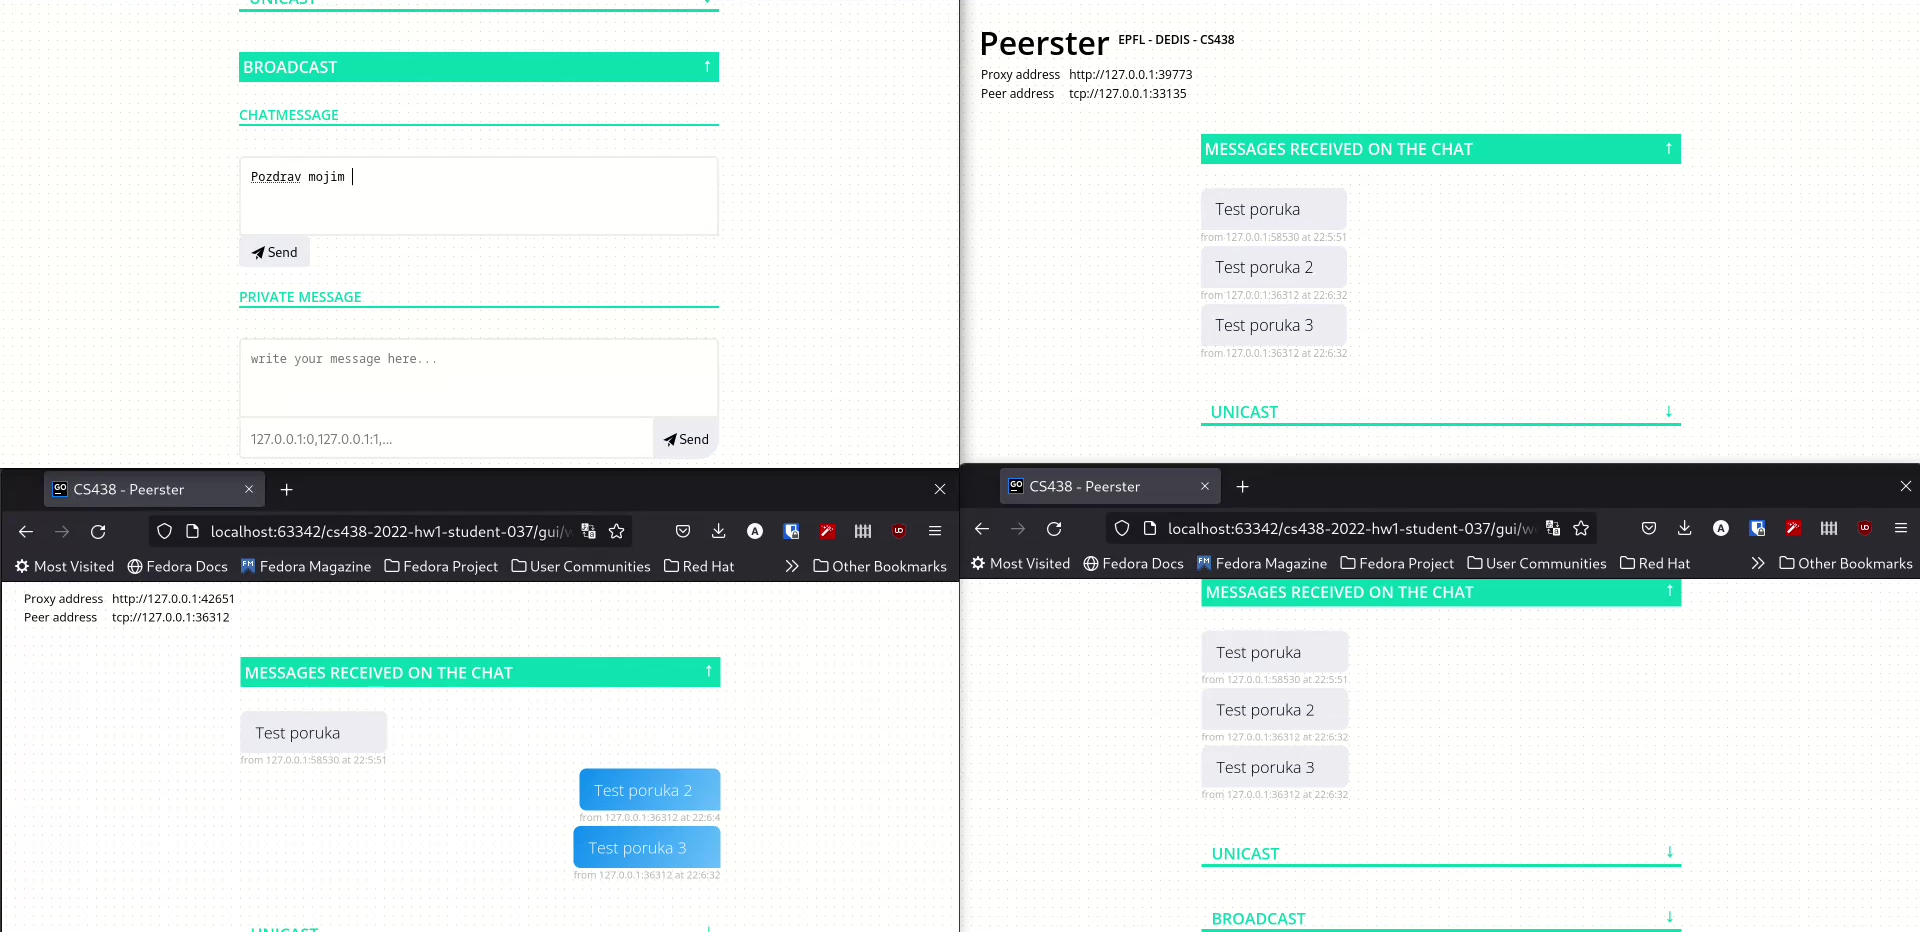 UNICAST
BROADCAST ↑
CHATMESSAGE
Pozdrav mojim
Send
PRIVATE MESSAGE
write your message here...
127.0.0.1:0,127.0.0.1:1,...
Send
Peerster EPFL - DEDIS - CS438
Proxy address http://127.0.0.1:39773
Peer address tcp://127.0.0.1:33135
MESSAGES RECEIVED ON THE CHAT ↑
Test poruka
from 127.0.0.1:58530 at 22:5:51
Test poruka 2
from 127.0.0.1:36312 at 22:6:32
Test poruka 3
from 127.0.0.1:36312 at 22:6:32
UNICAST ↓
CS438 - Peerster
localhost:63342/cs438-2022-hw1-student-037/gui/w
Most Visited Fedora Docs Fedora Magazine Fedora Project User Communities Red Hat Other Bookmarks
Proxy address http://127.0.0.1:42651
Peer address tcp://127.0.0.1:36312
MESSAGES RECEIVED ON THE CHAT ↑
Test poruka
from 127.0.0.1:58530 at 22:5:51
Test poruka 2
from 127.0.0.1:36312 at 22:6:4
Test poruka 3
from 127.0.0.1:36312 at 22:6:32
UNICAST ↓
CS438 - Peerster
localhost:63342/cs438-2022-hw1-student-037/gui/w
Most Visited Fedora Docs Fedora Magazine Fedora Project User Communities Red Hat Other Bookmarks
MESSAGES RECEIVED ON THE CHAT ↑
Test poruka
from 127.0.0.1:58530 at 22:5:51
Test poruka 2
from 127.0.0.1:36312 at 22:6:32
Test poruka 3
from 127.0.0.1:36312 at 22:6:32
UNICAST ↓
BROADCAST ↓